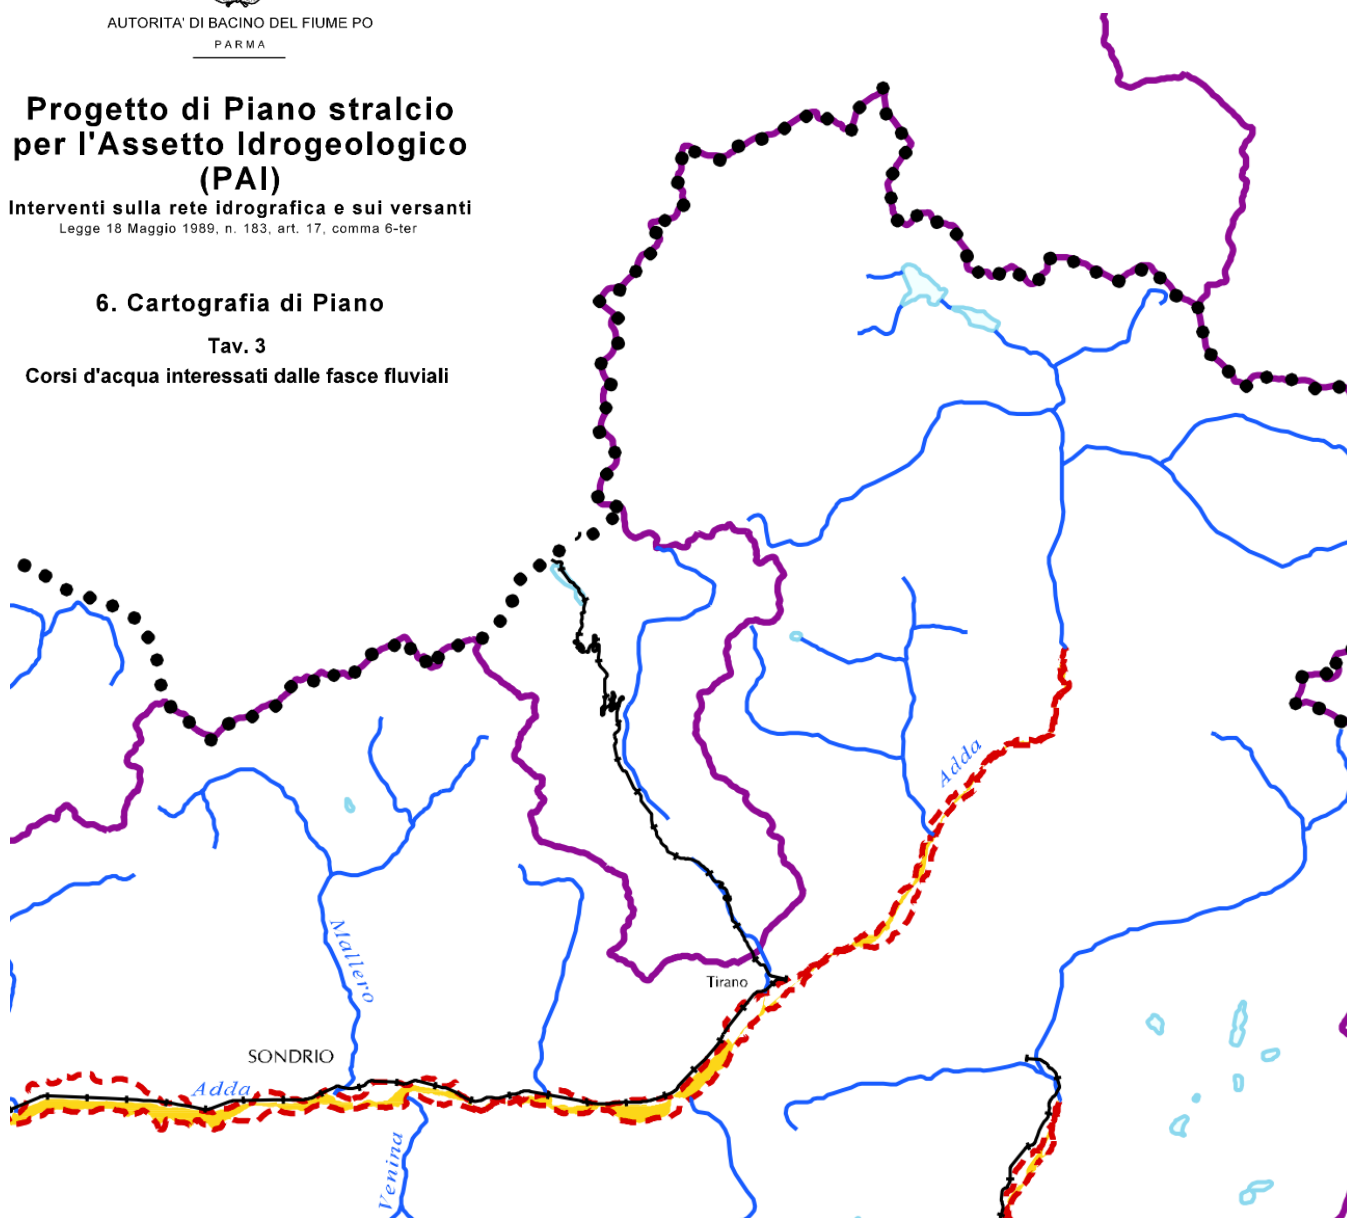 AUTORITA' DI BACINO DEL FIUME PO
PARMA
Progetto di Piano stralcio
per l'Assetto Idrogeologico
(PAI)
Interventi sulla rete idrografica e sui versanti
Legge 18 Maggio 1989, n. 183, art. 17, comma 6-ter
6. Cartografia di Piano
Tav. 3
Corsi d'acqua interessati dalle fasce fluviali
Adda
Mallero
Tirano
SONDRIO
Adda
Venina